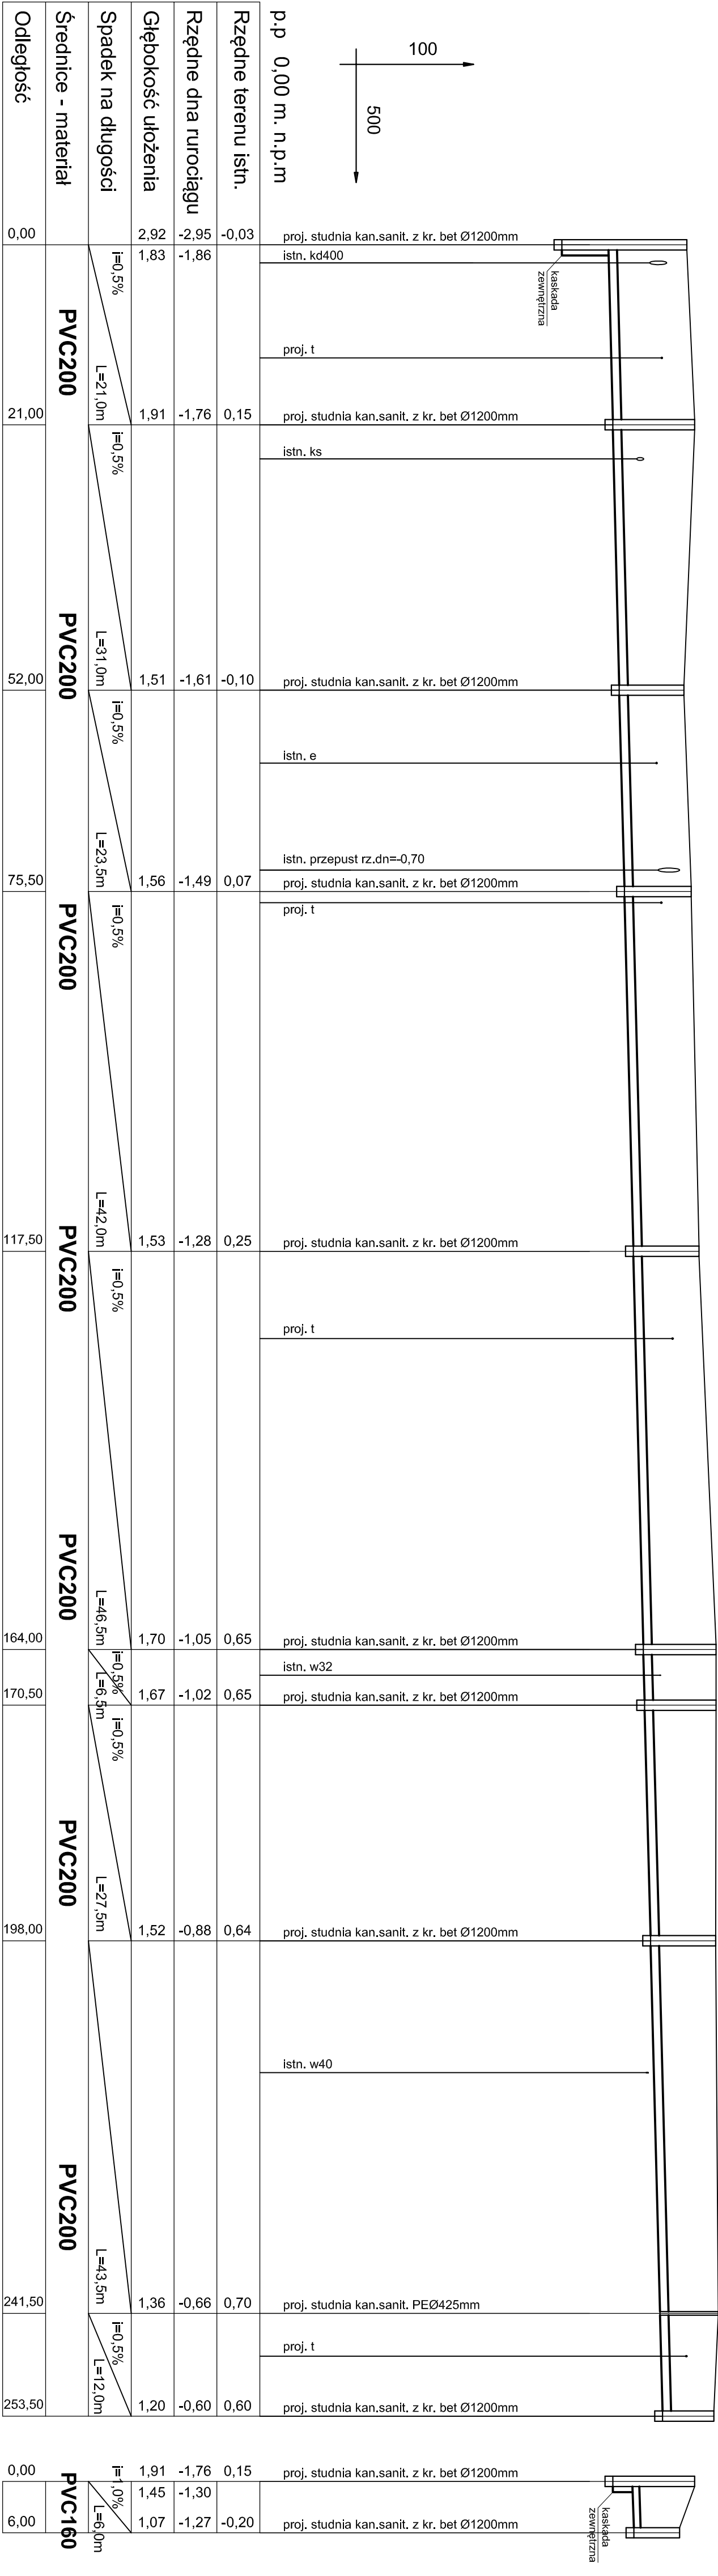 100
500
p.p 0,00 m. n.p.m
Rzędne terenu istn.
Rzędne dna rurociągu
Głębokość ułożenia
Spadek na długości
Średnice - materiał
Odległość
0,00 2,92 -2,95 -0,03 proj. studnia kan.sanit. z kr. bet Ø1200mm
1,83 -1,86 istn. kd400
kaskada
zewnętrzna
i=0,5%
PVC200
proj. t
L=21,0m
21,00 1,91 -1,76 0,15 proj. studnia kan.sanit. z kr. bet Ø1200mm
i=0,5%
istn. ks
PVC200
L=31,0m
52,00 1,51 -1,61 -0,10 proj. studnia kan.sanit. z kr. bet Ø1200mm
i=0,5%
istn. e
L=23,5m
istn. przepust rz.dn=-0,70
75,50 1,56 -1,49 0,07 proj. studnia kan.sanit. z kr. bet Ø1200mm
proj. t
i=0,5%
PVC200
L=42,0m
117,50 1,53 -1,28 0,25 proj. studnia kan.sanit. z kr. bet Ø1200mm
PVC200
i=0,5%
proj. t
PVC200
L=46,5m
164,00 1,70 -1,05 0,65 proj. studnia kan.sanit. z kr. bet Ø1200mm
i=0,5%
istn. w32
L=6,5m
170,50 1,67 -1,02 0,65 proj. studnia kan.sanit. z kr. bet Ø1200mm
i=0,5%
PVC200
L=27,5m
198,00 1,52 -0,88 0,64 proj. studnia kan.sanit. z kr. bet Ø1200mm
istn. w40
PVC200
L=43,5m
241,50 1,36 -0,66 0,70 proj. studnia kan.sanit. PEØ425mm
i=0,5%
proj. t
L=12,0m
253,50 1,20 -0,60 0,60 proj. studnia kan.sanit. z kr. bet Ø1200mm
0,00 1,91 -1,76 0,15 proj. studnia kan.sanit. z kr. bet Ø1200mm
i=1,0%
1,45 -1,30
PVC160
L=6,0m
kaskada
zewnętrzna
6,00 1,07 -1,27 -0,20 proj. studnia kan.sanit. z kr. bet Ø1200mm